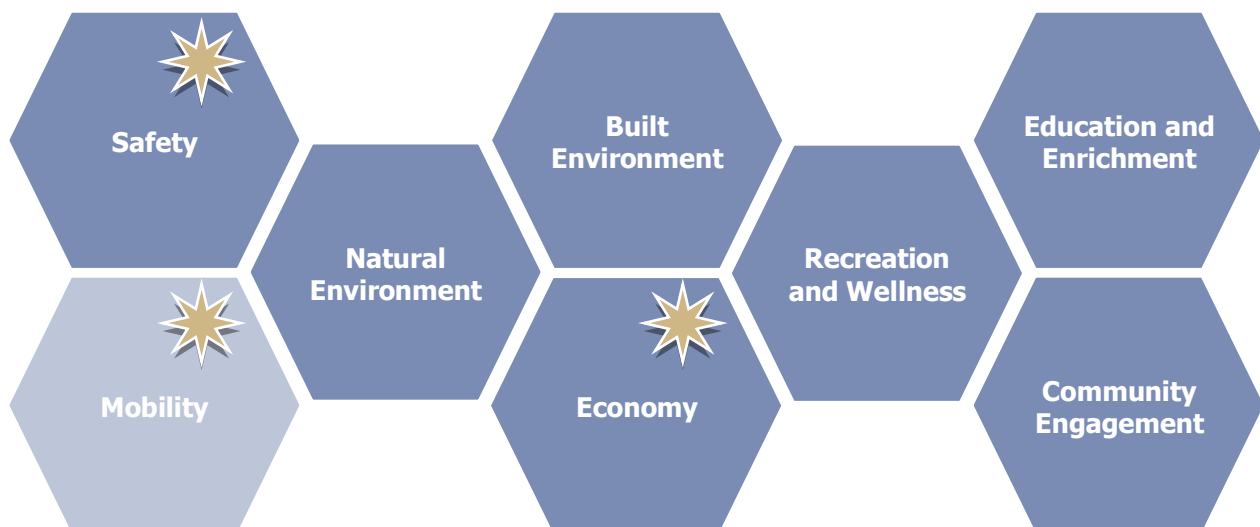 Safety
Mobility
Natural
Environment
Built
Environment
Economy
Recreation
and Wellness
Education and
Enrichment
Community
Engagement